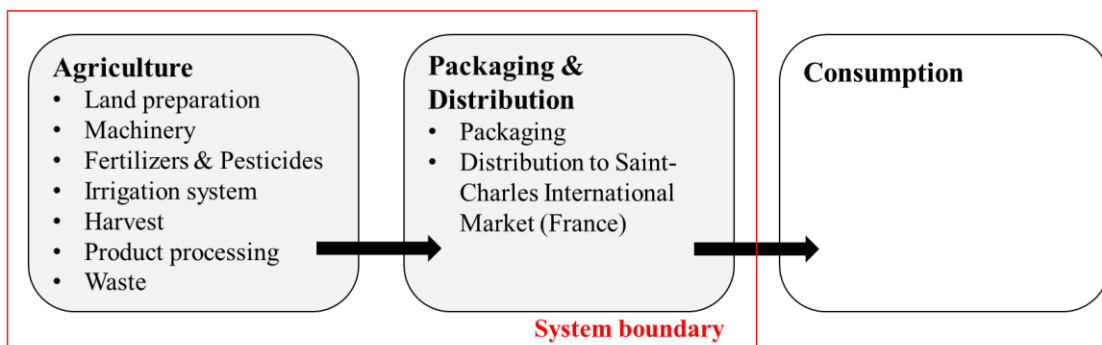 Agriculture
• Land preparation
• Machinery
• Fertilizers & Pesticides
• Irrigation system
• Harvest
• Product processing
• Waste
Packaging &
Distribution
• Packaging
• Distribution to Saint-
Charles International
Market (France)
Consumption
System boundary